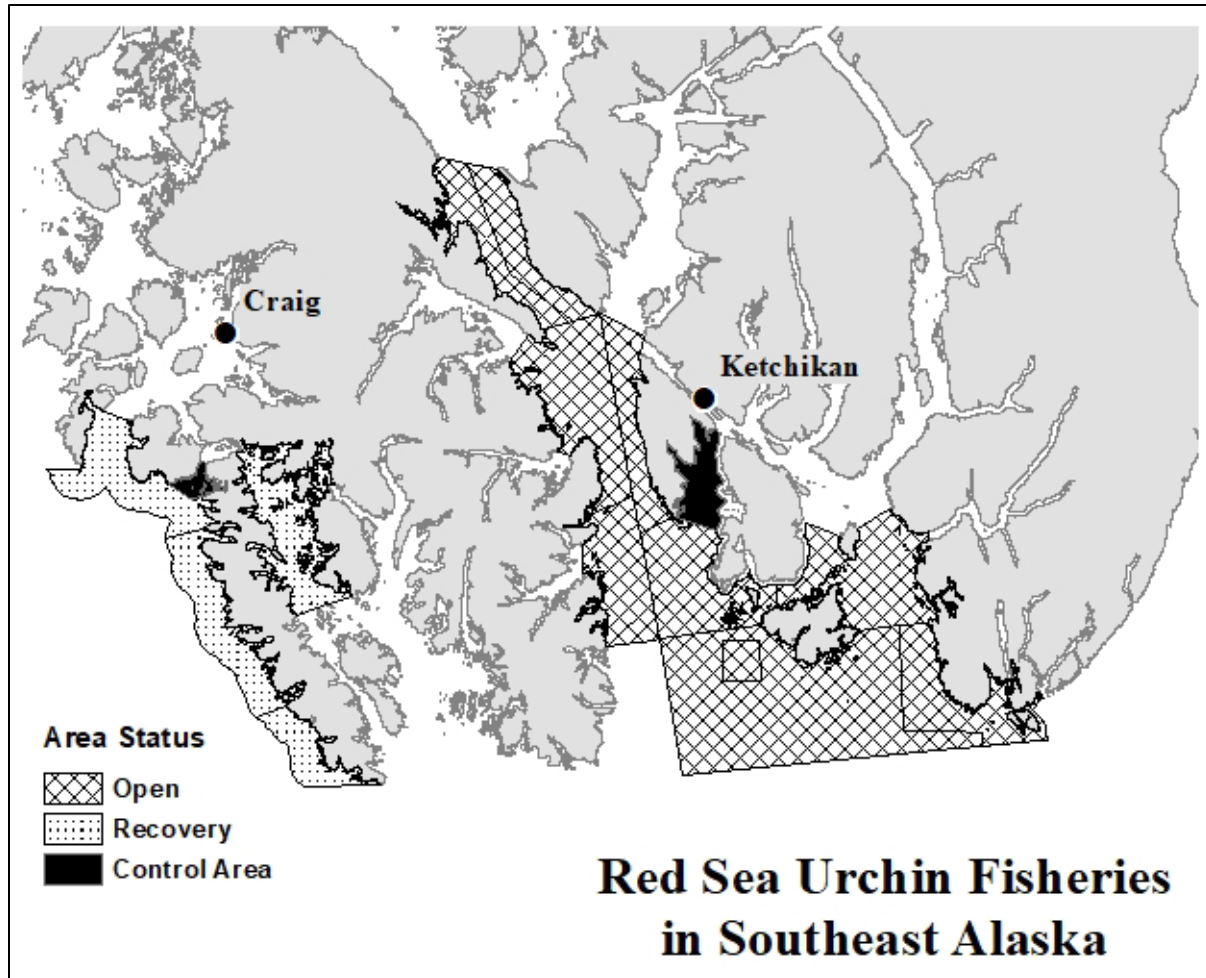 Craig
Ketchikan
Area Status
Open
Recovery
Control Area
Red Sea Urchin Fisheries
in Southeast Alaska